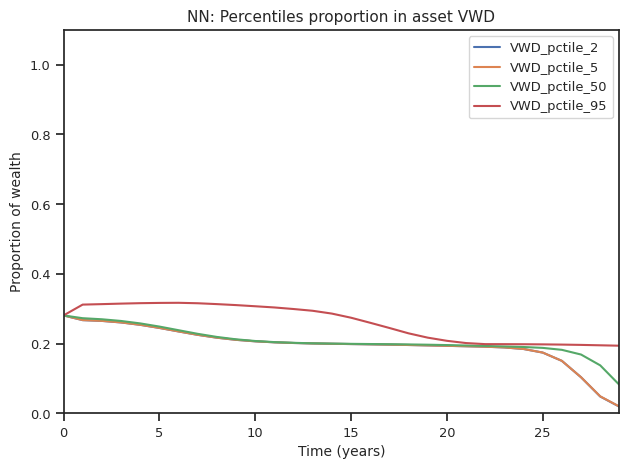 NN: Percentiles proportion in asset VWD
VWD_pctile_2
VWD_pctile_5
VWD_pctile_50
VWD_pctile_95
Proportion of wealth
1.0
0.8
0.6
0.4
0.2
0.0
0 5 10 15 20 25
Time (years)